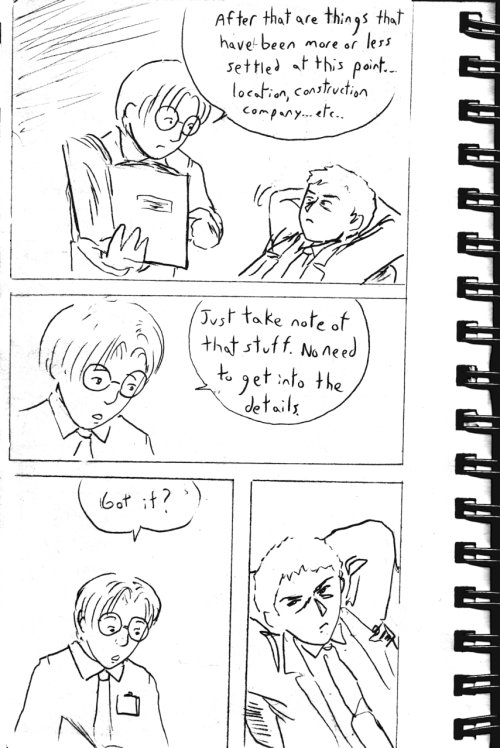 After that are things that
have been more or less
settled at this point...
location, construction
company...etc..
Just take note of
that stuff. No need
to get into the
details.
Got it?